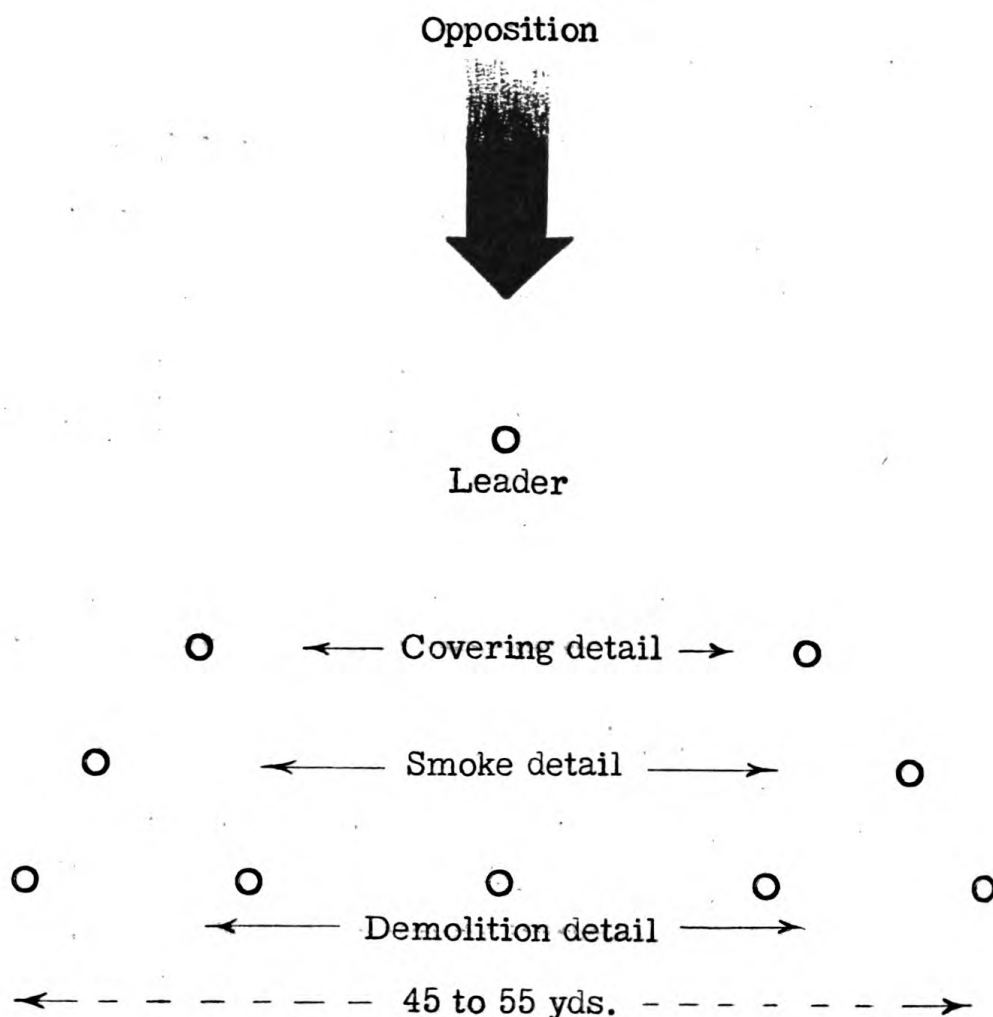 Opposition
Leader
Covering detail
Smoke detail
Demolition detail
45 to 55 yds.